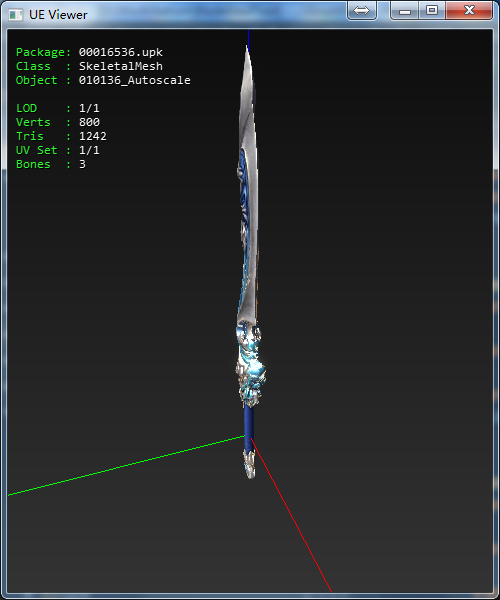 UE Viewer
Package: 00016536.upk
Class  : SkeletalMesh
Object : 010136_Autoscale
LOD    : 1/1
Verts  : 800
Tris   : 1242
UV Set : 1/1
Bones  : 3